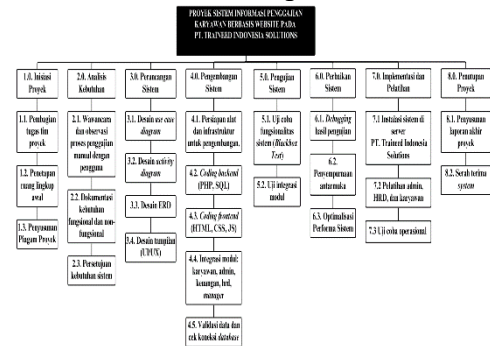 PROYEK SISTEM INFORMASI PENGGAJIAN
KARYAWAN BERBASIS WEBSITE PADA
PT. TRAINEED INDONESIA SOLUTIONS
1.0. Inisiasi
Proyek
1.1. Pembagian
tugas tim
proyek
1.2. Penetapan
ruang lingkup
awal
1.3. Penyusunan
Piagam Proyek
2.0. Analisis
Kebutuhan
2.1. Wawancara
dan observasi
proses penggajian
manual dengan
pengguna
2.2. Dokumentasi
kebutuhan
fungsional dan non-
fungsional
2.3. Persetujuan
kebutuhan sistem
3.0. Perancangan
Sistem
3.1. Desain use case
diagram
3.2. Desain activity
diagram
3.3. Desain ERD
3.4. Desain tampilan
(UI/UX)
4.0. Pengembangan
Sistem
4.1. Persiapan alat
dan infrastruktur
untuk pengembangan.
4.2. Coding backend
(PHP, SQL)
4.3. Coding frontend
(HTML, CSS, JS)
4.4. Integrasi modul:
karyawan, admin,
keuangan, hrd,
manager
4.5. Validasi data dan
cek koneksi database
5.0. Pengujian
Sistem
5.1. Uji coba
fungsionalitas
sistem (Blackbox
Test)
5.2. Uji integrasi
modul
6.0. Perbaikan
Sistem
6.1. Debugging
hasil pengujian
6.2.
Penyempurnaan
antarmuka
6.3. Optimalisasi
Performa Sistem
7.0. Implementasi dan
Pelatihan
7.1 Instalasi sistem di
server
PT. Traineed Indonesia
Solutions
7.2 Pelatihan admin,
HRD, dan karyawan
7.3 Uji coba operasional
8.0. Penutupan
Proyek
8.1. Penyusunan
laporan akhir
proyek
8.2. Serah terima
system